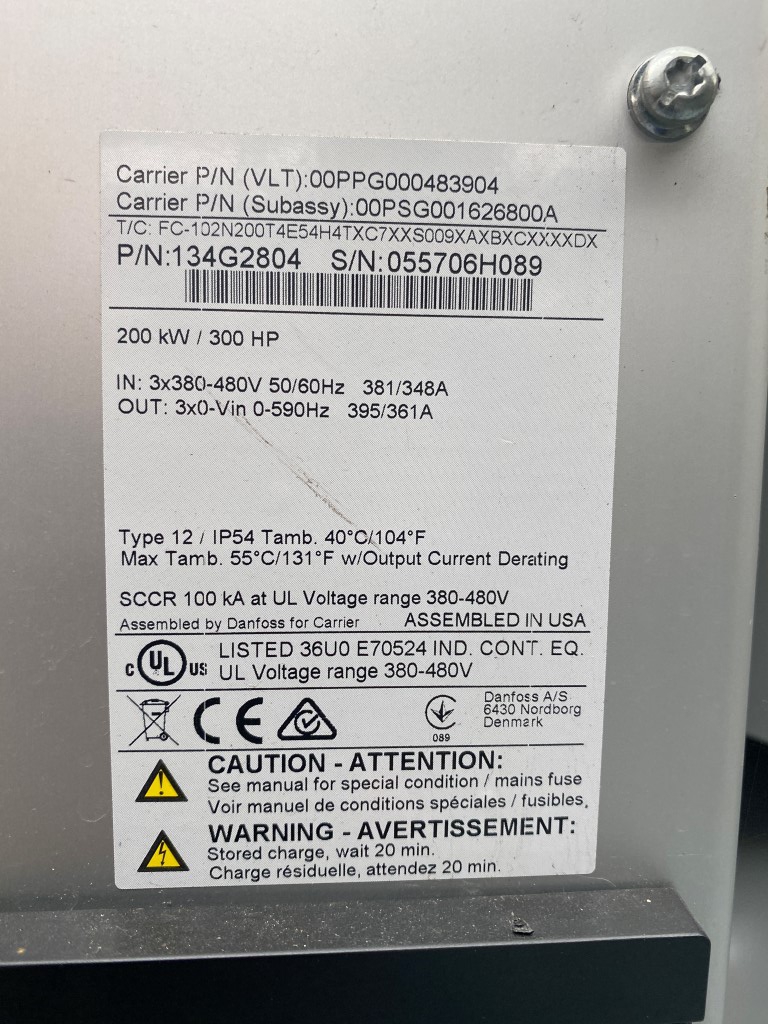 Carrier P/N (VLT):00PPG000483904
Carrier P/N (Subassy):00PSG001626800A
T/C: FC-102N200T4E54H4TXC7XXS009XAXBXCXXXXDX
P/N:134G2804 S/N:055706H089
200 kW / 300 HP
IN: 3x380-480V 50/60Hz 381/348A
OUT: 3x0-Vin 0-590Hz 395/361A
Type 12 / IP54 Tamb. 40°C/104°F
Max Tamb. 55°C/131°F w/Output Current Derating
SCCR 100 kA at UL Voltage range 380-480V
Assembled by Danfoss for Carrier ASSEMBLED IN USA
c UL US LISTED 36U0 E70524 IND. CONT. EQ.
UL Voltage range 380-480V
CE
089
Danfoss A/S
6430 Nordborg
Denmark
CAUTION - ATTENTION:
See manual for special condition / mains fuse
Voir manuel de conditions spéciales / fusibles.
WARNING - AVERTISSEMENT:
Stored charge, wait 20 min.
Charge résiduelle, attendez 20 min.